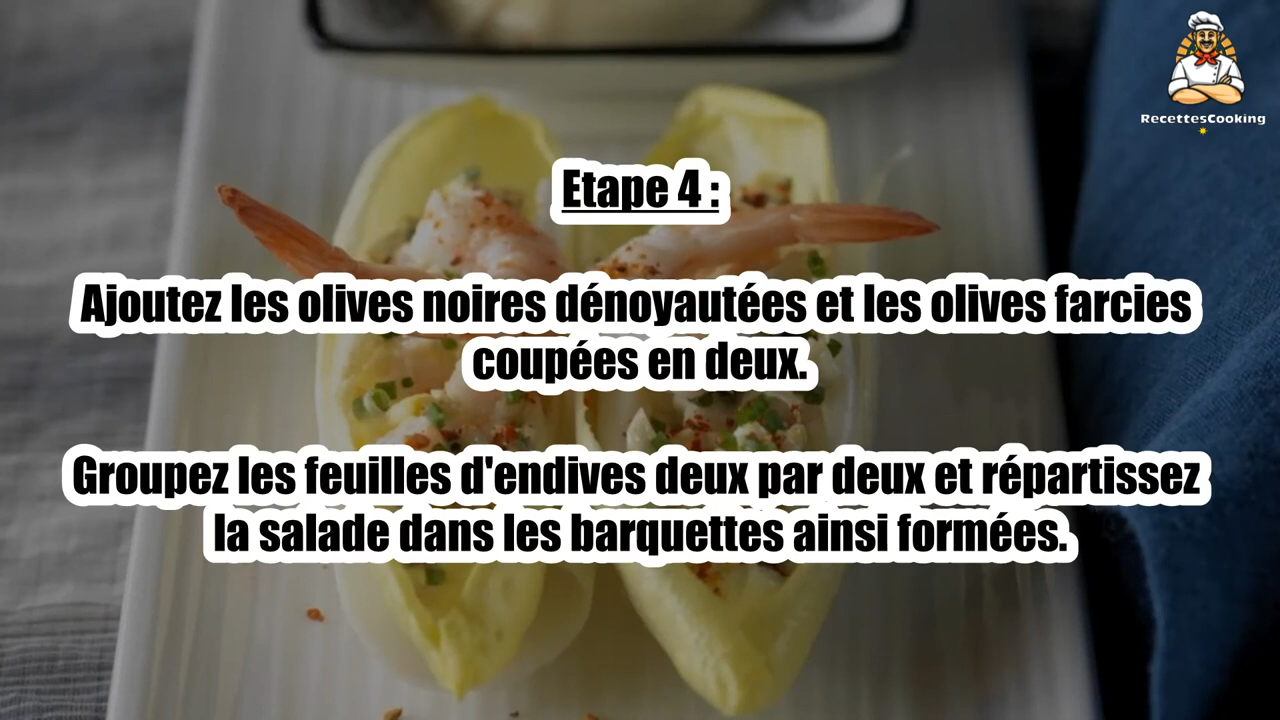 RecettesCooking
Etape 4 :
Ajoutez les olives noires dénoyautées et les olives farcies
coupées en deux.
Groupez les feuilles d'endives deux par deux et répartissez
la salade dans les barquettes ainsi formées.